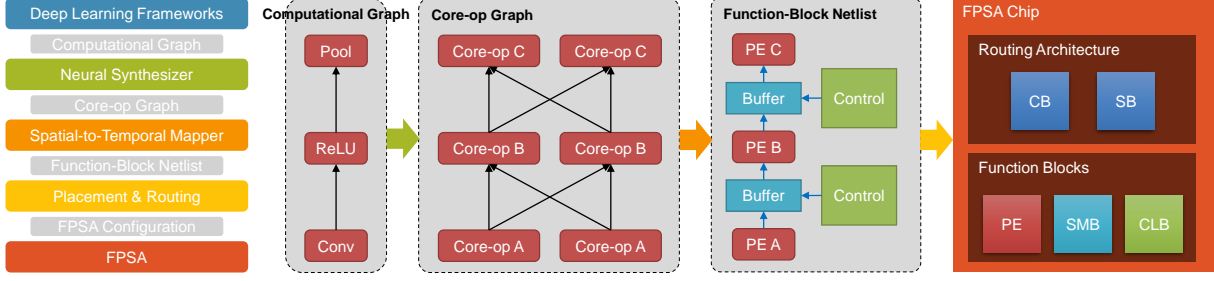 Deep Learning Frameworks
Computational Graph
Neural Synthesizer
Core-op Graph
Spatial-to-Temporal Mapper
Function-Block Netlist
Placement & Routing
FPSA Configuration
FPSA
Computational Graph
Pool
ReLU
Conv
Core-op Graph
Core-op C
Core-op C
Core-op B
Core-op B
Core-op A
Core-op A
Function-Block Netlist
PE C
Buffer
Control
PE B
Buffer
Control
PE A
FPSA Chip
Routing Architecture
CB
SB
Function Blocks
PE
SMB
CLB